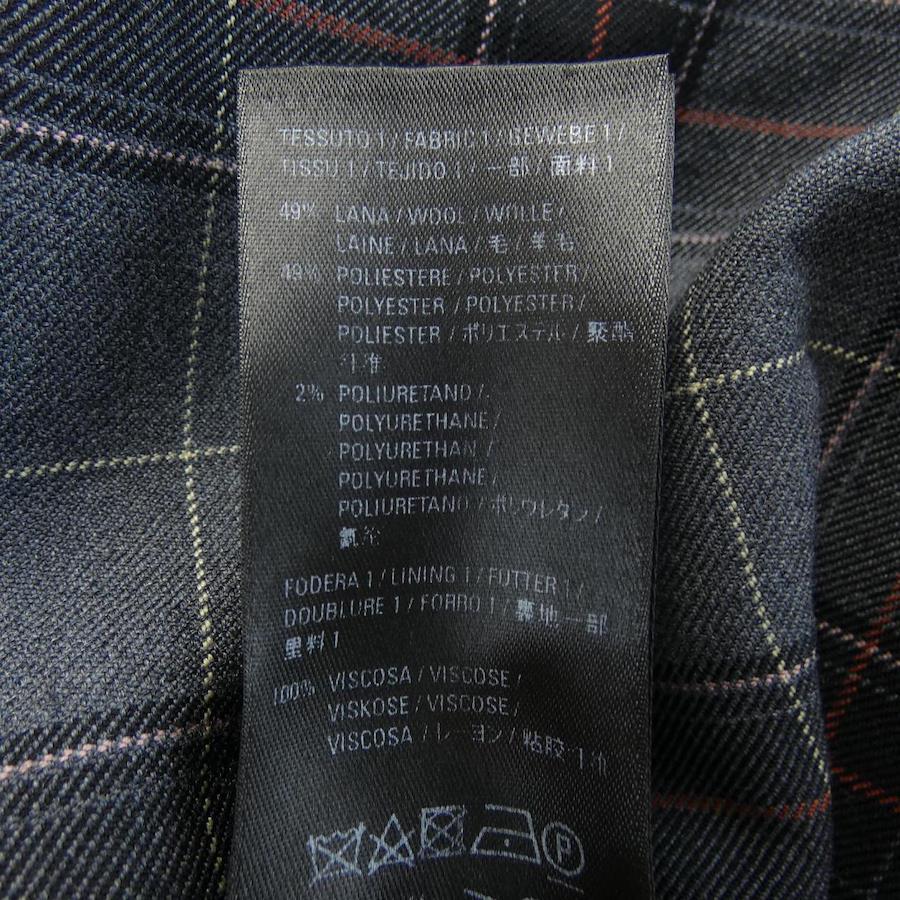 TESSUTO 1 / FABRIC 1 / GEWEBE 1 /
TISSU 1 / TEJIDO 1 / 一部 / 面料 1
49% LANA / WOOL / WOLLE /
LAINE / LANA / 毛 / 羊毛
49% POLIESTERE / POLYESTER /
POLYESTER / POLYESTER /
POLIESTER / ポリエステル / 聚酯
纤维
2% POLIURETANO /
POLYURETHANE /
POLYURETHAN /
POLYURETHANE /
POLIURETANO / ポリウレタン /
氨纶
FODERA 1 / LINING 1 / FUTTER 1 /
DOUBLURE 1 / FORRO 1 / 裏地一部
里料 1
100% VISCOSA / VISCOSE /
VISKOSE / VISCOSE /
VISCOSA / レーヨン / 粘胶纤维
P